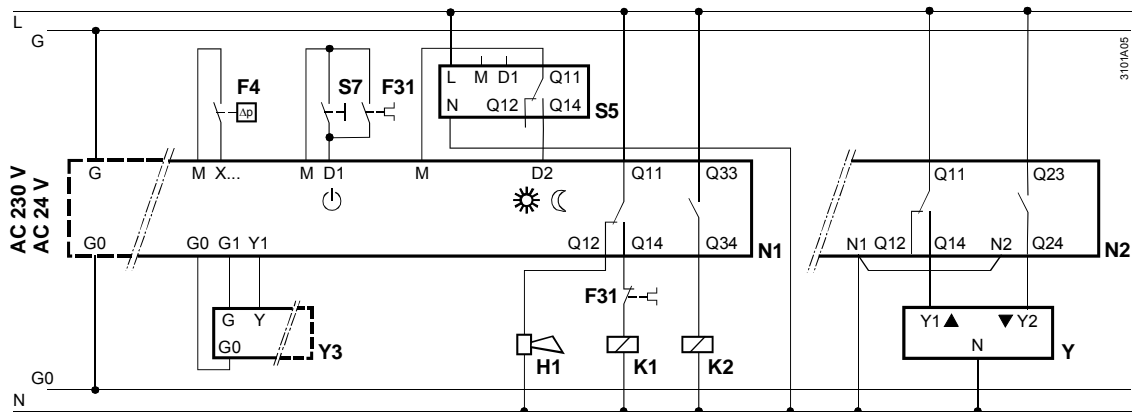 L
G
3101A05
F4
Δp
S7 F31
L M D1 Q11
N Q12 Q14
S5
AC 230 V
AC 24 V
G M X... M D1 M D2 Q11 Q33
G0 G0 G1 Y1 Q12 Q14 Q34
N1
Q11 Q23
N1 Q12 Q14 N2 Q24
N2
F31
G Y
G0
Y3
H1 K1 K2
Y1 ▲ ▼ Y2
N
Y
G0
N